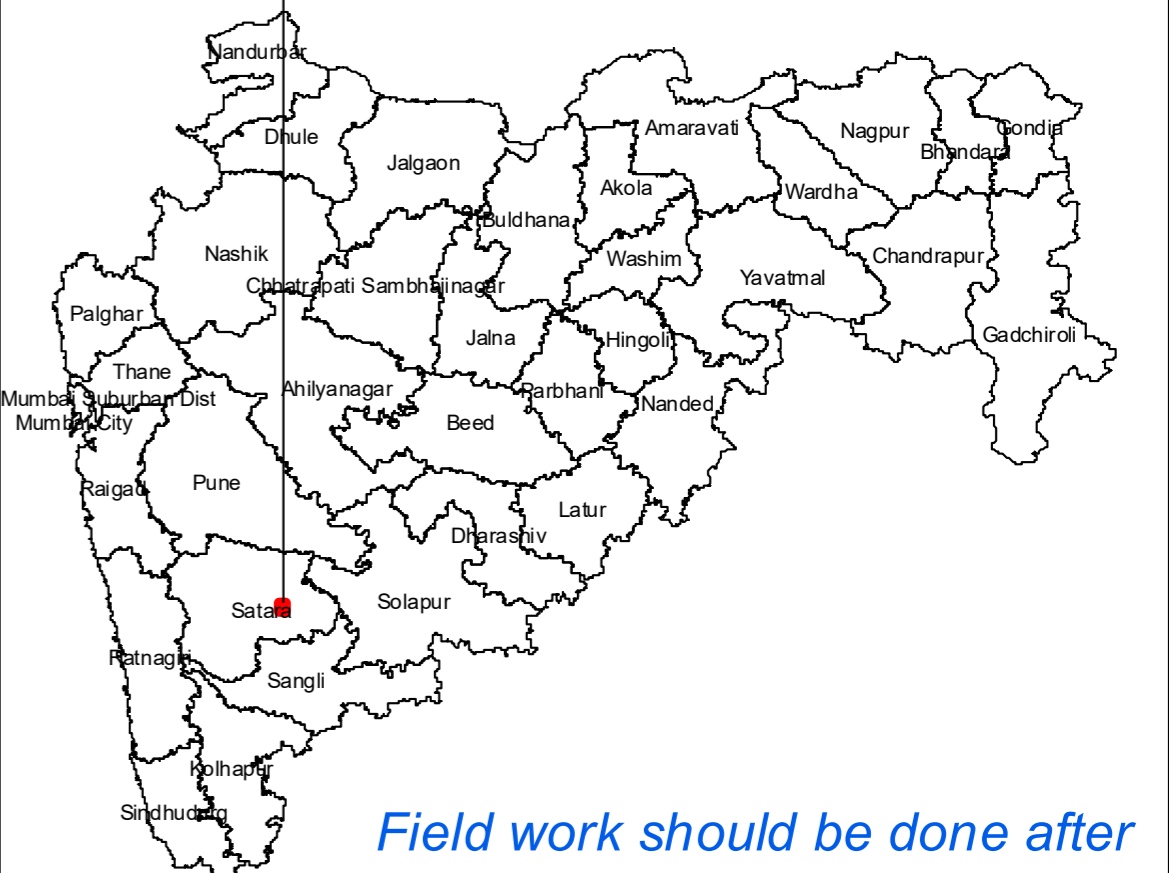 Nandurbar
Dhule
Jalgaon
Amaravati
Nagpur
Gondia
Bhandara
Akola
Wardha
Buldhana
Nashik
Washim
Chandrapur
Chhatrapati Sambhajinagar
Yavatmal
Palghar
Jalna
Hingoli
Gadchiroli
Thane
Ahilyanagar
Parbhani
Mumbai Suburban Dist
Nanded
Mumbai City
Beed
Raigad
Pune
Latur
Dharashiv
Satara
Solapur
Ratnagiri
Sangli
Kolhapur
Sindhudurg
Field work should be done after